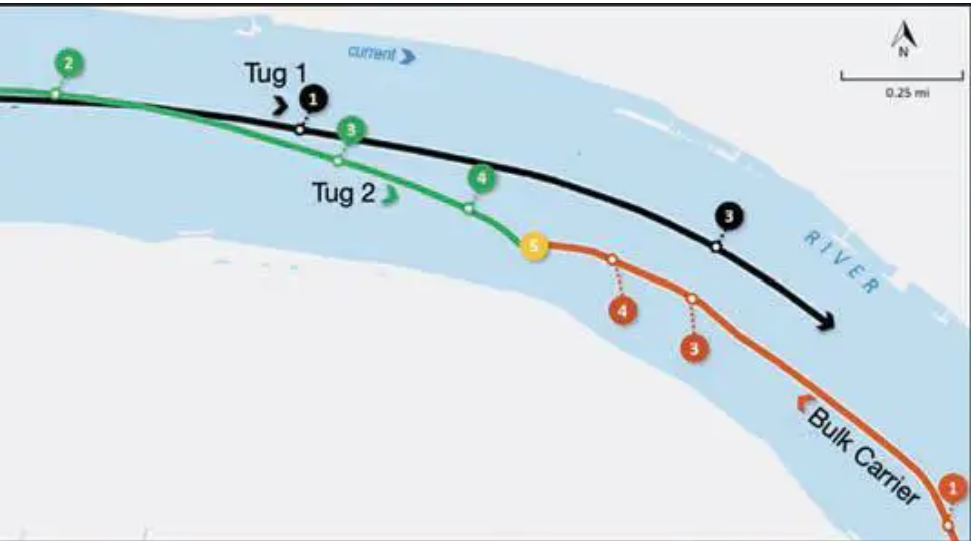 2
Tug 1
1
current
N
0.25 mi
3
4
Tug 2
3
5
RIVER
4
3
Bulk Carrier
1